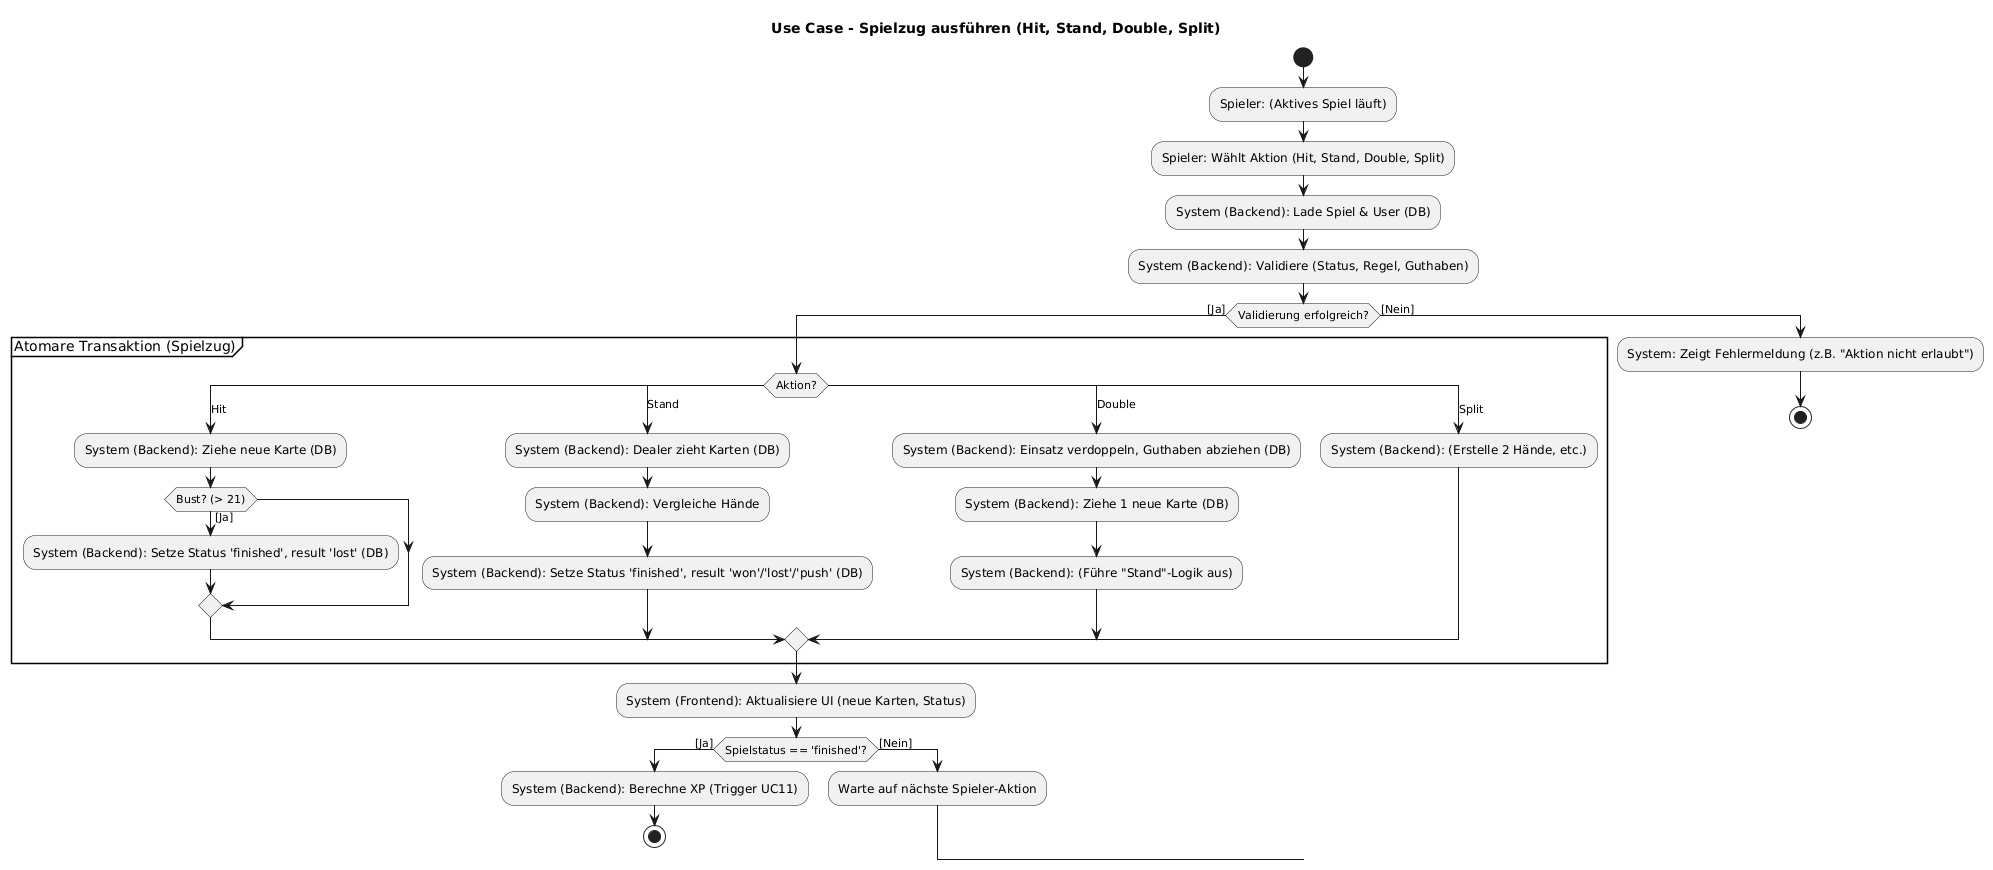 Use Case - Spielzug ausführen (Hit, Stand, Double, Split)
Spieler: (Aktives Spiel läuft)
Spieler: Wählt Aktion (Hit, Stand, Double, Split)
System (Backend): Lade Spiel & User (DB)
System (Backend): Validiere (Status, Regel, Guthaben)
[Ja]
Validierung erfolgreich?
[Nein]
Atomare Transaktion (Spielzug)
System: Zeigt Fehlermeldung (z.B. "Aktion nicht erlaubt")
Aktion?
Hit
System (Backend): Ziehe neue Karte (DB)
Bust? (> 21)
[Ja]
System (Backend): Setze Status 'finished', result 'lost' (DB)
Stand
System (Backend): Dealer zieht Karten (DB)
System (Backend): Vergleiche Hände
System (Backend): Setze Status 'finished', result 'won'/'lost'/'push' (DB)
Double
System (Backend): Einsatz verdoppeln, Guthaben abziehen (DB)
System (Backend): Ziehe 1 neue Karte (DB)
System (Backend): (Führe "Stand"-Logik aus)
Split
System (Backend): (Erstelle 2 Hände, etc.)
System (Frontend): Aktualisiere UI (neue Karten, Status)
[Ja]
Spielstatus == 'finished'?
[Nein]
System (Backend): Berechne XP (Trigger UC11)
Warte auf nächste Spieler-Aktion